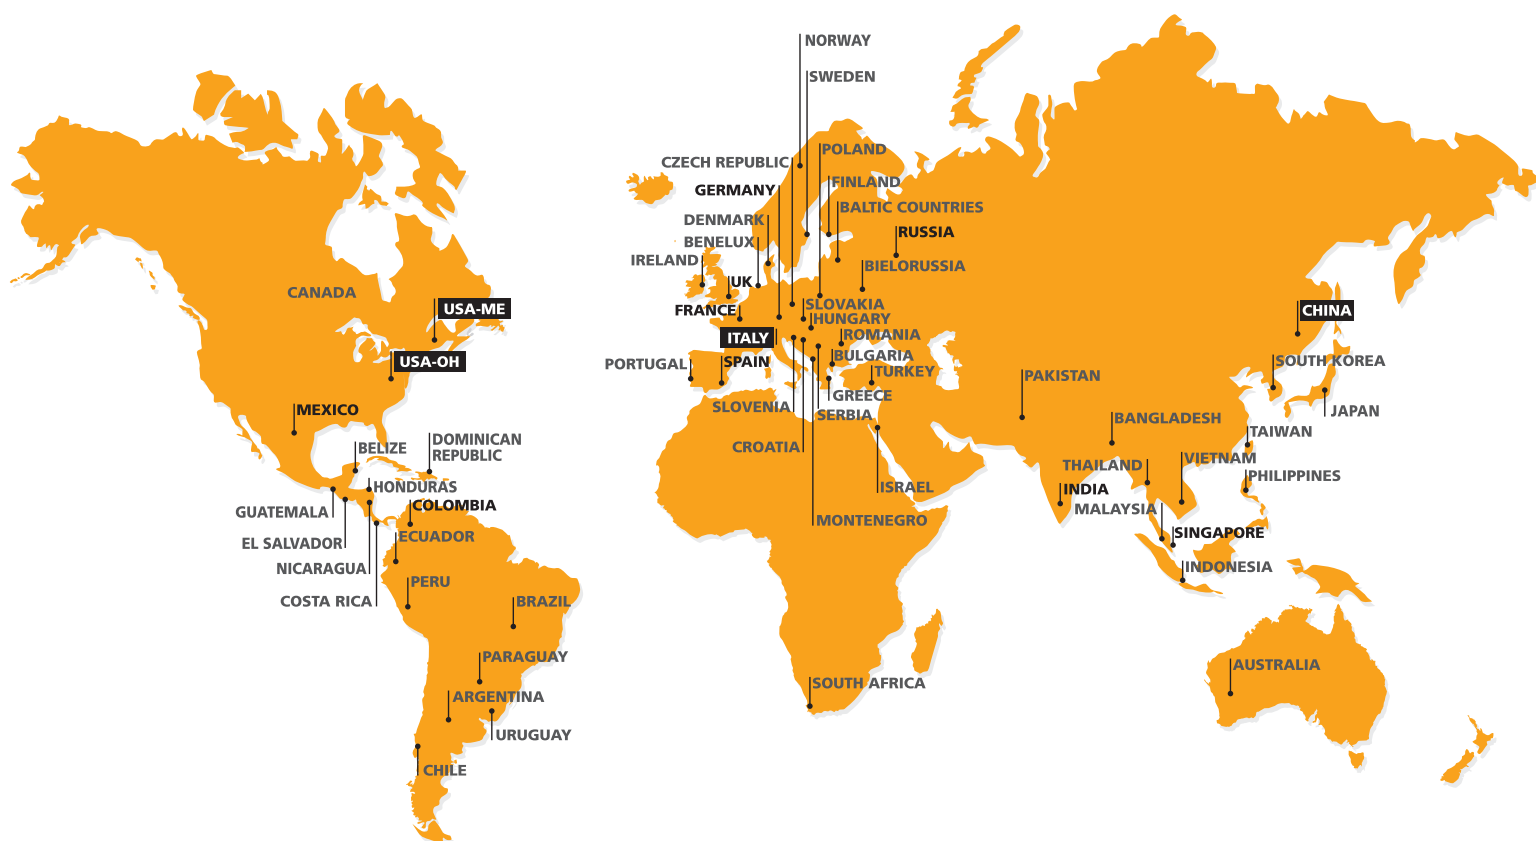 NORWAY
SWEDEN
POLAND
CZECH REPUBLIC
FINLAND
GERMANY
BALTIC COUNTRIES
DENMARK
RUSSIA
BENELUX
IRELAND
BIELORUSSIA
UK
CANADA
SLOVAKIA
USA-ME
FRANCE
CHINA
HUNGARY
ROMANIA
ITALY
BULGARIA
USA-OH
PORTUGAL
SPAIN
SOUTH KOREA
TURKEY
PAKISTAN
GREECE
SLOVENIA
MEXICO
SERBIA
JAPAN
BANGLADESH
TAIWAN
DOMINICAN
REPUBLIC
BELIZE
CROATIA
VIETNAM
THAILAND
PHILIPPINES
HONDURAS
ISRAEL
INDIA
COLOMBIA
MALAYSIA
GUATEMALA
MONTENEGRO
SINGAPORE
ECUADOR
EL SALVADOR
NICARAGUA
INDONESIA
PERU
COSTA RICA
BRAZIL
PARAGUAY
AUSTRALIA
SOUTH AFRICA
ARGENTINA
URUGUAY
CHILE